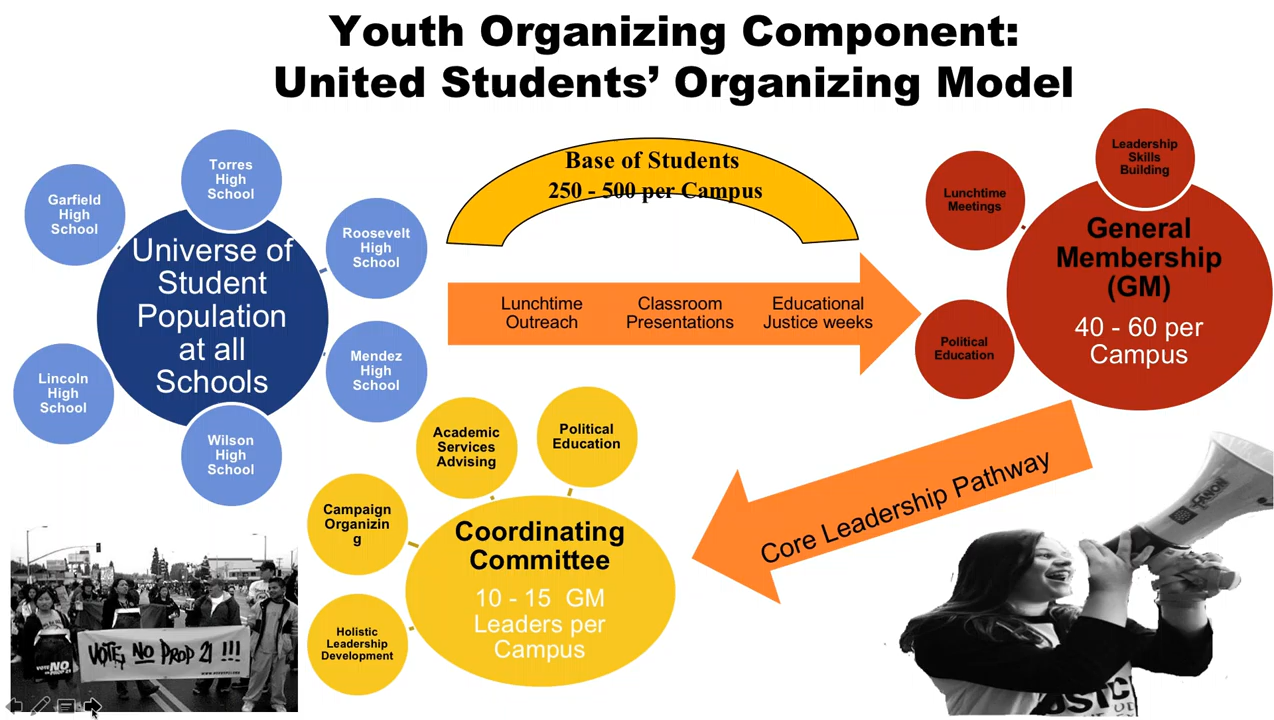 Youth Organizing Component:
United Students’ Organizing Model
Torres
High
School
Garfield
High
School
Roosevelt
High
School
Universe of
Student
Population
at all
Schools
Mendez
High
School
Lincoln
High
School
Wilson
High
School
Base of Students
250 - 500 per Campus
Lunchtime
Outreach
Classroom
Presentations
Educational
Justice weeks
Leadership
Skills
Building
Lunchtime
Meetings
Political
Education
General
Membership
(GM)
40 - 60 per
Campus
Core Leadership Pathway
Academic
Services
Advising
Political
Education
Campaign
Organizin
g
Holistic
Leadership
Development
Coordinating
Committee
10 - 15 GM
Leaders per
Campus
VOTE NO PROP 21 !!!
VOTE
NO
FANON